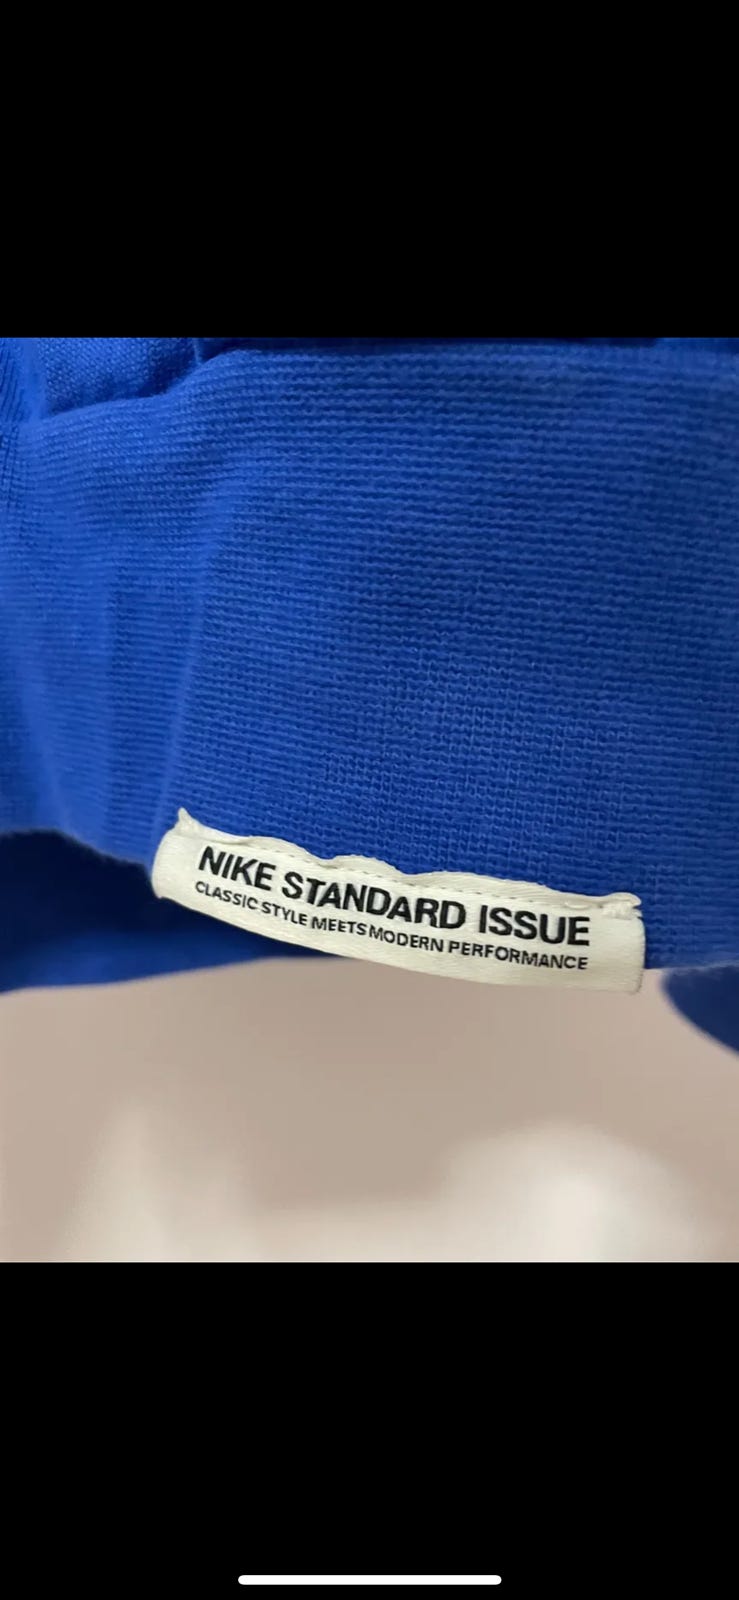 NIKE STANDARD ISSUE
CLASSIC STYLE MEETS MODERN PERFORMANCE